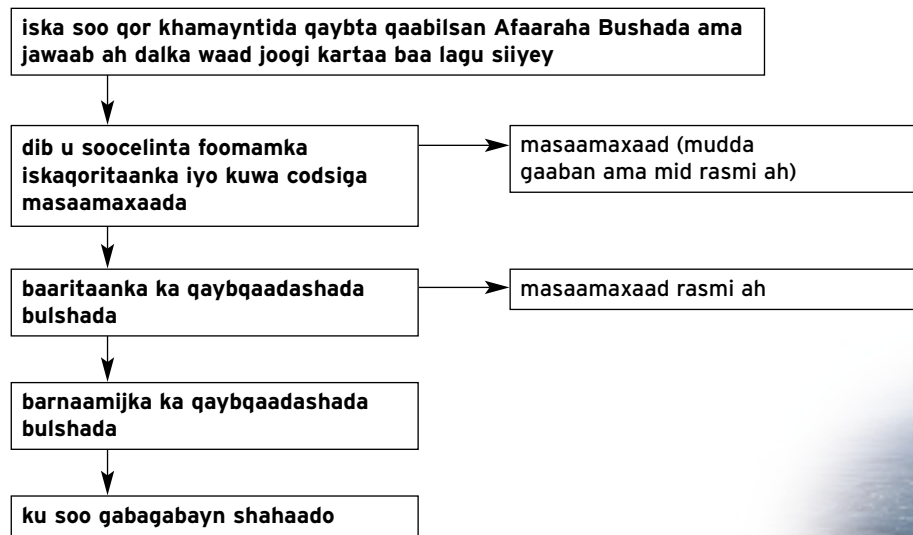 iska soo qor khamayntida qaybta qaabilsan Afaaraha Bushada ama
jawaab ah dalka waad joogi kartaa baa lagu siiyey
dib u soocelinta foomamka
iskaqoritaanka iyo kuwa codsiga
masaamaxaada
masaamaxaad (mudda
gaaban ama mid rasmi ah)
baaritaanka ka qaybqaadashada
bulshada
masaamaxaad rasmi ah
barnaamijka ka qaybqaadashada
bulshada
ku soo gabagabayn shahaado